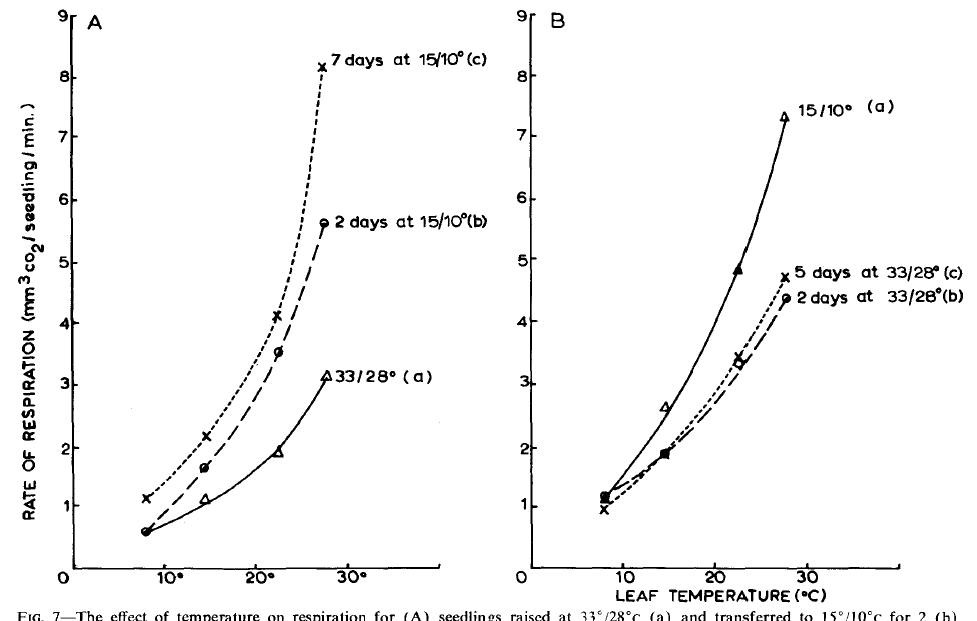 A
B
RATE OF RESPIRATION (mm3co2/seedling/min.)
9
8
7
6
5
4
3
2
1
0
10°
20°
30°
7 days at 15/10° (c)
2 days at 15/10°(b)
33/28° (a)
9
8
7
6
5
4
3
2
1
0
10
20
30
15/10° (a)
5 days at 33/28° (c)
2 days at 33/28°(b)
LEAF TEMPERATURE (°C)
FIG. 7—The effect of temperature on respiration for (A) seedlings raised at 33°/28°c (a) and transferred to 15°/10°c for 2 (b)